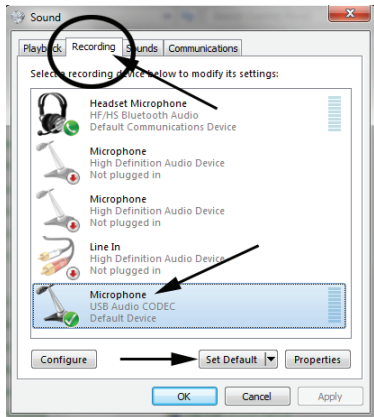 Sound
Playback Recording Sounds Communications
Select a recording device below to modify its settings:
Headset Microphone
HF/HS Bluetooth Audio
Default Communications Device
Microphone
High Definition Audio Device
Not plugged in
Microphone
High Definition Audio Device
Not plugged in
Line In
High Definition Audio Device
Not plugged in
Microphone
USB Audio CODEC
Default Device
Configure Set Default Properties
OK Cancel Apply